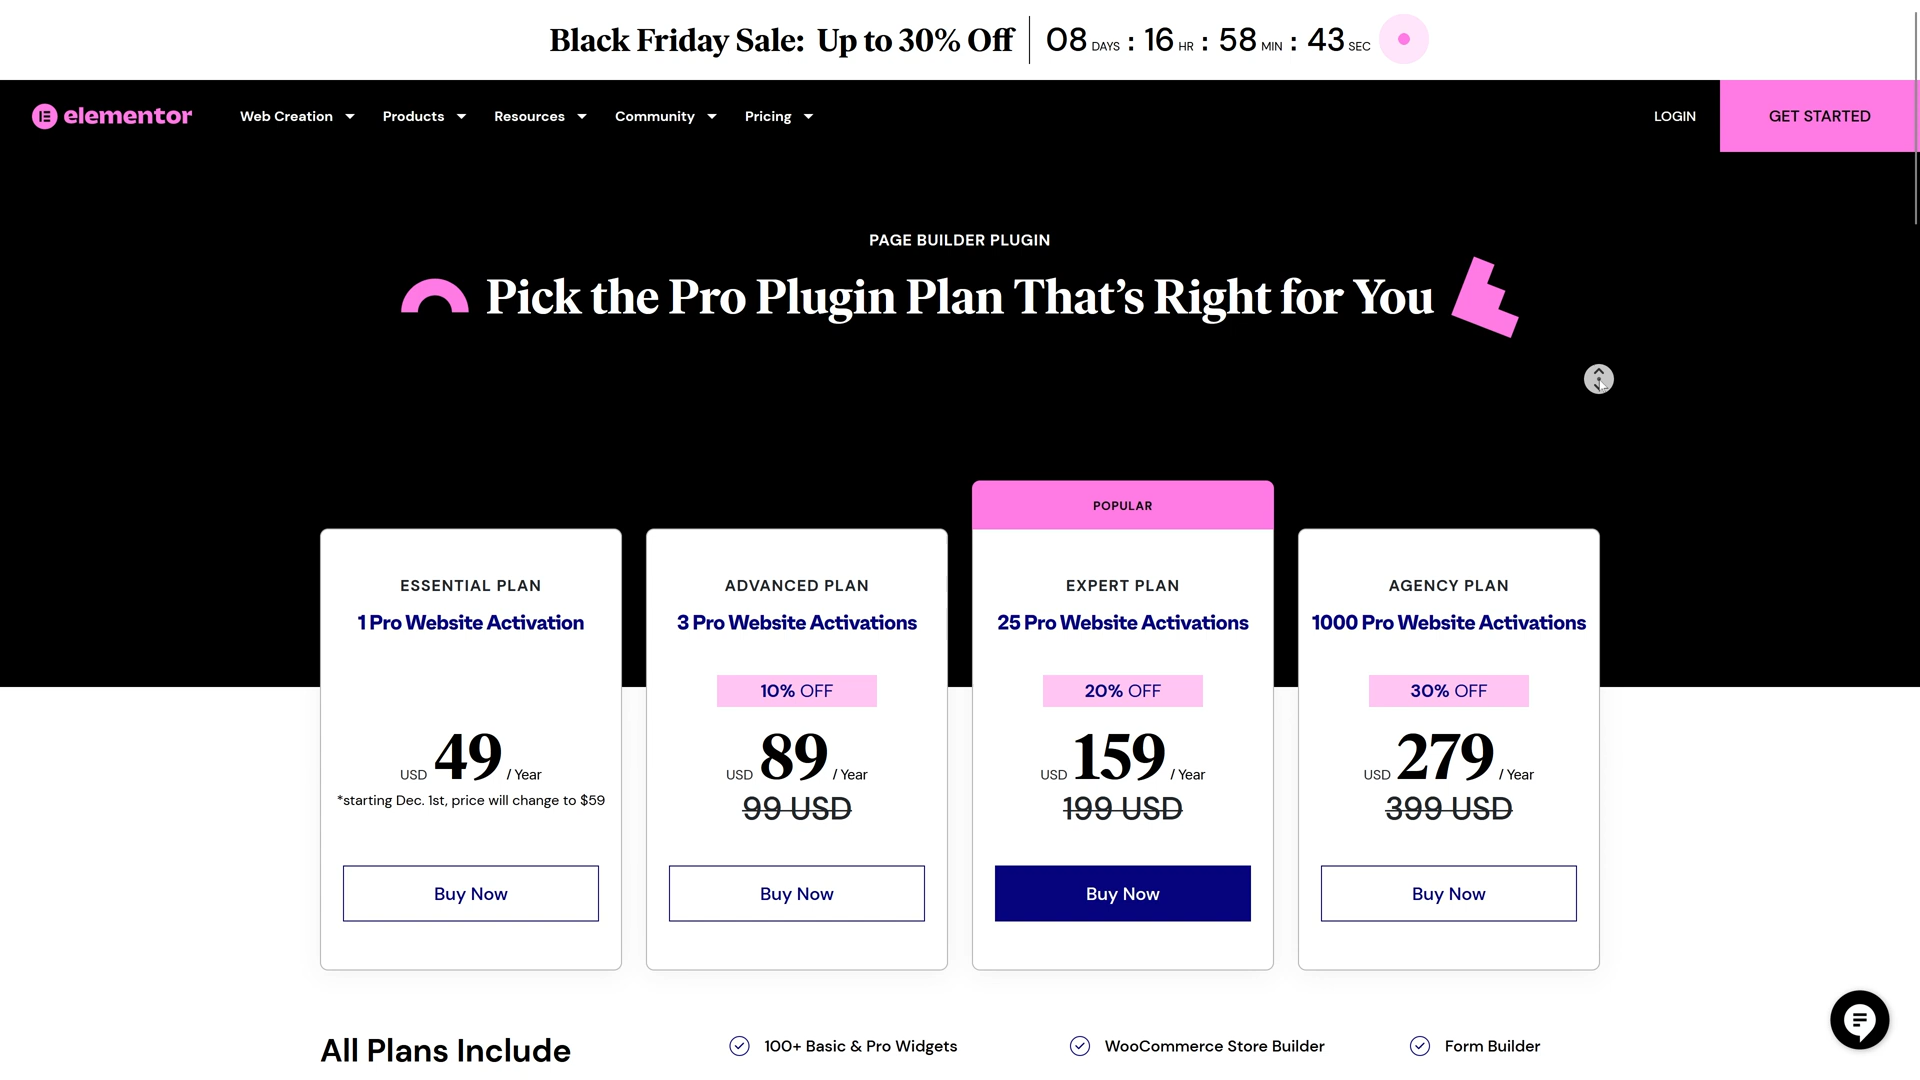 Black Friday Sale: Up to 30% Off
08 DAYS : 16 HR : 58 MIN : 43 SEC
elementor
Web Creation
Products
Resources
Community
Pricing
LOGIN
GET STARTED
PAGE BUILDER PLUGIN
Pick the Pro Plugin Plan That’s Right for You
ESSENTIAL PLAN
1 Pro Website Activation
USD 49 / Year
*starting Dec. 1st, price will change to $59
Buy Now
ADVANCED PLAN
3 Pro Website Activations
10% OFF
USD 89 / Year
99 USD
Buy Now
POPULAR
EXPERT PLAN
25 Pro Website Activations
20% OFF
USD 159 / Year
199 USD
Buy Now
AGENCY PLAN
1000 Pro Website Activations
30% OFF
USD 279 / Year
399 USD
Buy Now
All Plans Include
100+ Basic & Pro Widgets
WooCommerce Store Builder
Form Builder